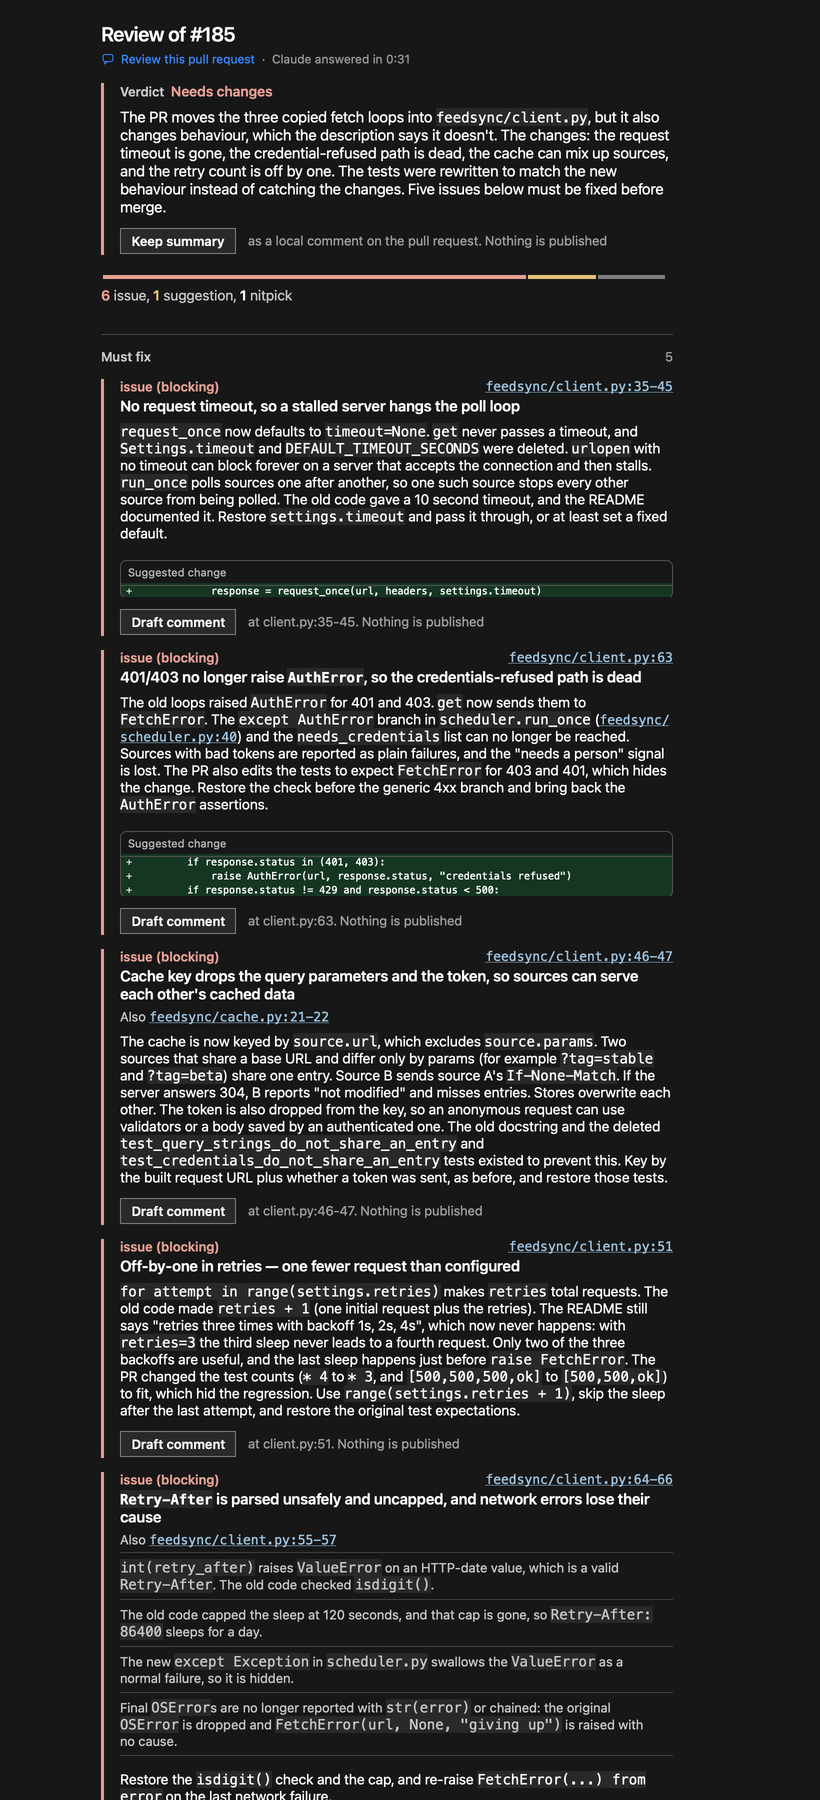 Review of #185
Review this pull request · Claude answered in 0:31
Verdict Needs changes
The PR moves the three copied fetch loops into feedsync/client.py, but it also
changes behaviour, which the description says it doesn't. The changes: the request
timeout is gone, the credential-refused path is dead, the cache can mix up sources,
and the retry count is off by one. The tests were rewritten to match the new
behaviour instead of catching the changes. Five issues below must be fixed before
merge.
Keep summary as a local comment on the pull request. Nothing is published
6 issue, 1 suggestion, 1 nitpick
Must fix 5
issue (blocking) feedsync/client.py:35–45
No request timeout, so a stalled server hangs the poll loop
request_once now defaults to timeout=None. get never passes a timeout, and
Settings.timeout and DEFAULT_TIMEOUT_SECONDS were deleted. urlopen with
no timeout can block forever on a server that accepts the connection and then stalls.
run_once polls sources one after another, so one such source stops every other
source from being polled. The old code gave a 10 second timeout, and the README
documented it. Restore settings.timeout and pass it through, or at least set a fixed
default.
Suggested change
+ response = request_once(url, headers, settings.timeout)
Draft comment at client.py:35-45. Nothing is published
issue (blocking) feedsync/client.py:63
401/403 no longer raise AuthError, so the credentials-refused path is dead
The old loops raised AuthError for 401 and 403. get now sends them to
FetchError. The except AuthError branch in scheduler.run_once (feedsync/
scheduler.py:40) and the needs_credentials list can no longer be reached.
Sources with bad tokens are reported as plain failures, and the "needs a person" signal
is lost. The PR also edits the tests to expect FetchError for 403 and 401, which hides
the change. Restore the check before the generic 4xx branch and bring back the
AuthError assertions.
Suggested change
+ if response.status in (401, 403):
+ raise AuthError(url, response.status, "credentials refused")
+ if response.status != 429 and response.status < 500:
Draft comment at client.py:63. Nothing is published
issue (blocking) feedsync/client.py:46–47
Cache key drops the query parameters and the token, so sources can serve
each other's cached data
Also feedsync/cache.py:21–22
The cache is now keyed by source.url, which excludes source.params. Two
sources that share a base URL and differ only by params (for example ?tag=stable
and ?tag=beta) share one entry. Source B sends source A's If-None-Match. If the
server answers 304, B reports "not modified" and misses entries. Stores overwrite each
other. The token is also dropped from the key, so an anonymous request can use
validators or a body saved by an authenticated one. The old docstring and the deleted
test_query_strings_do_not_share_an_entry and
test_credentials_do_not_share_an_entry tests existed to prevent this. Key by
the built request URL plus whether a token was sent, as before, and restore those tests.
Draft comment at client.py:46-47. Nothing is published
issue (blocking) feedsync/client.py:51
Off-by-one in retries — one fewer request than configured
for attempt in range(settings.retries) makes retries total requests. The
old code made retries + 1 (one initial request plus the retries). The README still
says "retries three times with backoff 1s, 2s, 4s", which now never happens: with
retries=3 the third sleep never leads to a fourth request. Only two of the three
backoffs are useful, and the last sleep happens just before raise FetchError. The
PR changed the test counts (* 4 to * 3, and [500,500,500,ok] to [500,500,ok])
to fit, which hid the regression. Use range(settings.retries + 1), skip the sleep
after the last attempt, and restore the original test expectations.
Draft comment at client.py:51. Nothing is published
issue (blocking) feedsync/client.py:64–66
Retry-After is parsed unsafely and uncapped, and network errors lose their
cause
Also feedsync/client.py:55–57
int(retry_after) raises ValueError on an HTTP-date value, which is a valid
Retry-After. The old code checked isdigit().
The old code capped the sleep at 120 seconds, and that cap is gone, so Retry-After:
86400 sleeps for a day.
The new except Exception in scheduler.py swallows the ValueError as a
normal failure, so it is hidden.
Final OSErrors are no longer reported with str(error) or chained: the original
OSError is dropped and FetchError(url, None, "giving up") is raised with
no cause.
Restore the isdigit() check and the cap, and re-raise FetchError(...) from
error on the last network failure.